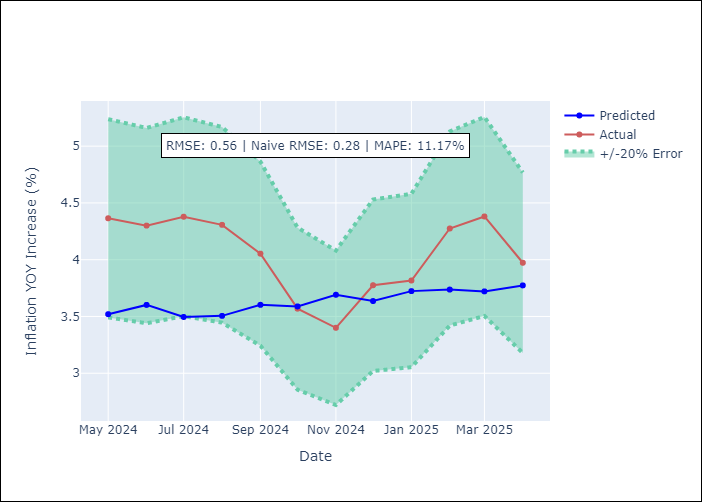 RMSE: 0.56 | Naive RMSE: 0.28 | MAPE: 11.17%
Predicted
Actual
+/-20% Error
Inflation YOY Increase (%)
5
4.5
4
3.5
3
May 2024
Jul 2024
Sep 2024
Nov 2024
Jan 2025
Mar 2025
Date